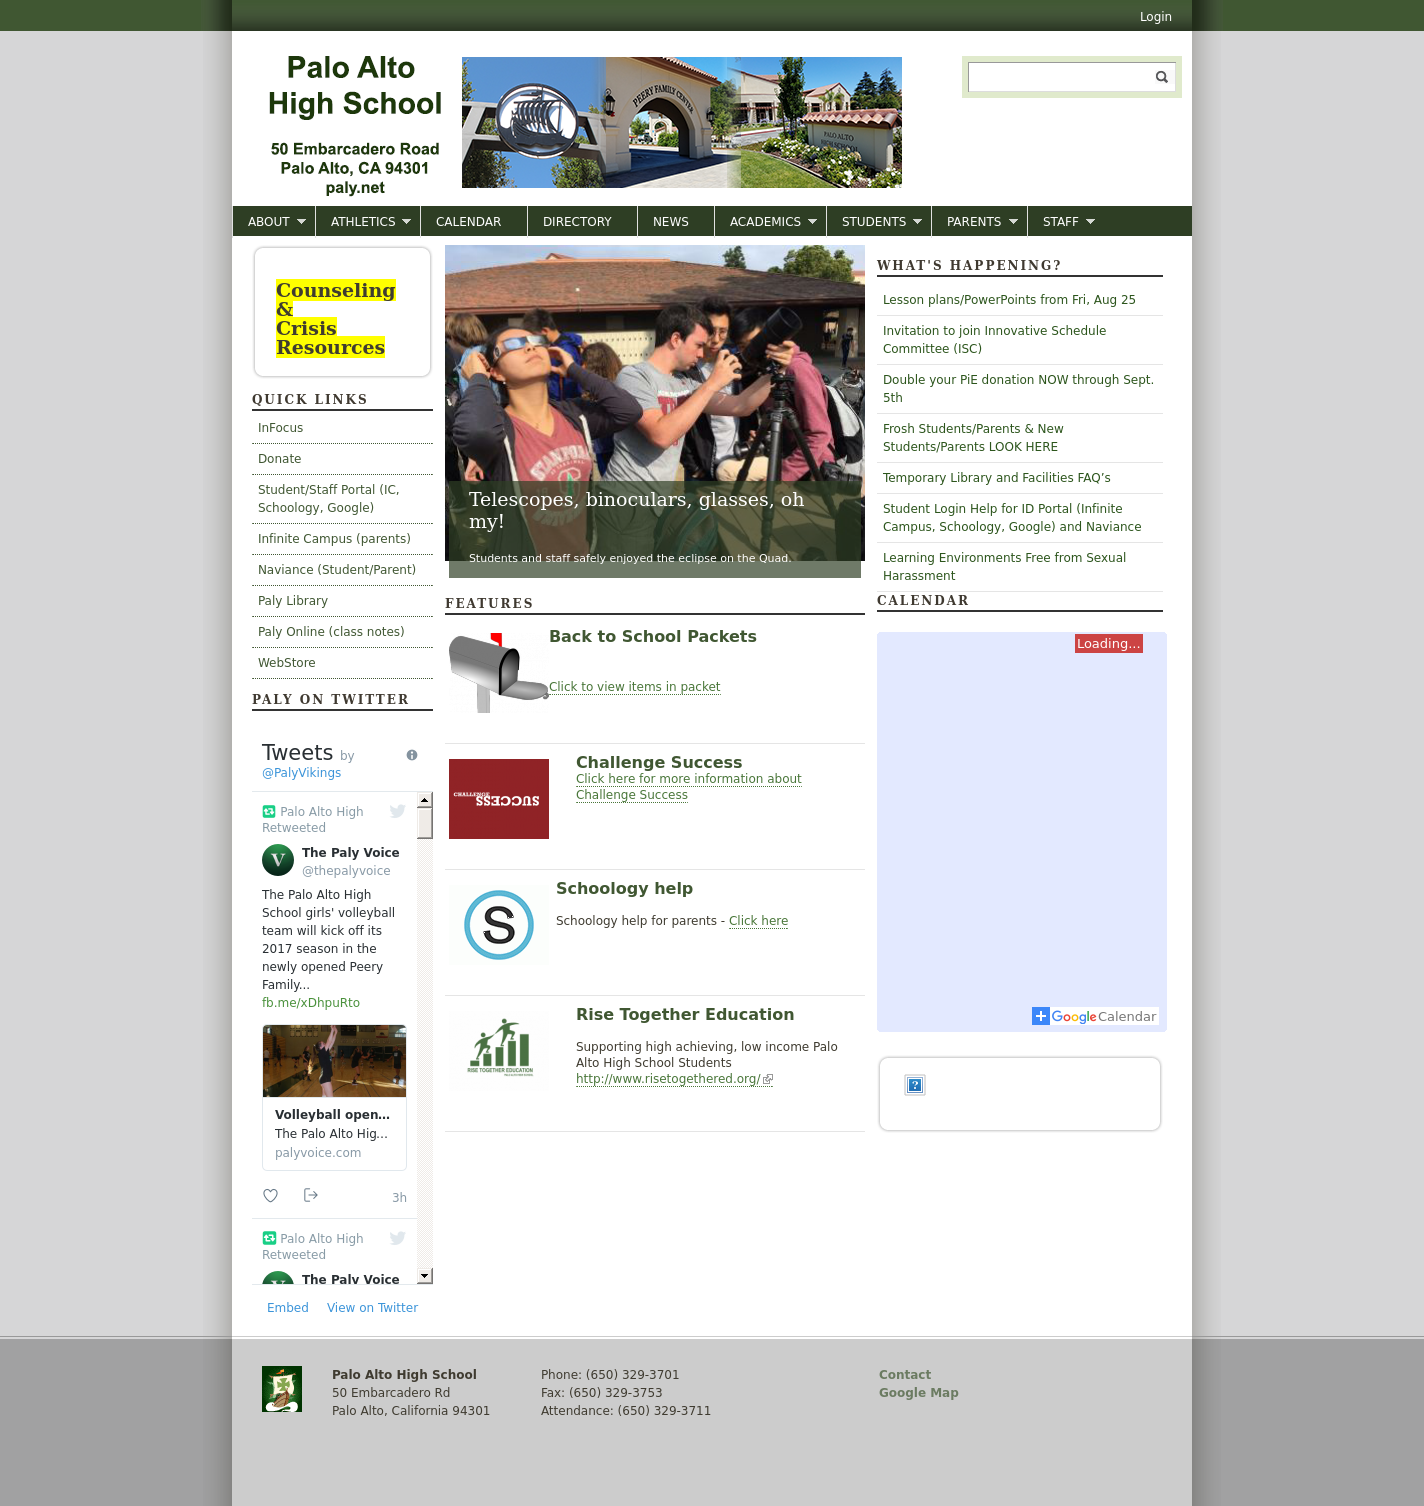 Login
Palo Alto
High School
50 Embarcadero Road
Palo Alto, CA 94301
paly.net
PEERY FAMILY CENTER
PALO ALTO
HIGH SCHOOL
ABOUT ATHLETICS CALENDAR DIRECTORY NEWS ACADEMICS STUDENTS PARENTS STAFF
Counseling
&
Crisis
Resources
QUICK LINKS
InFocus
Donate
Student/Staff Portal (IC,
Schoology, Google)
Infinite Campus (parents)
Naviance (Student/Parent)
Paly Library
Paly Online (class notes)
WebStore
PALY ON TWITTER
Tweets by
@PalyVikings
Palo Alto High
Retweeted
V
The Paly Voice
@thepalyvoice
The Palo Alto High
School girls' volleyball
team will kick off its
2017 season in the
newly opened Peery
Family...
fb.me/xDhpuRto
Volleyball open...
The Palo Alto Hig...
palyvoice.com
3h
Palo Alto High
Retweeted
The Paly Voice
Embed View on Twitter
STANFORD
Telescopes, binoculars, glasses, oh
my!
Students and staff safely enjoyed the eclipse on the Quad.
FEATURES
Back to School Packets
Click to view items in packet
CHALLENGE
SUCCESS
Challenge Success
Click here for more information about
Challenge Success
S
Schoology help
Schoology help for parents - Click here
RISE TOGETHER EDUCATION
Rise Together Education
Supporting high achieving, low income Palo
Alto High School Students
http://www.risetogethered.org/
WHAT'S HAPPENING?
Lesson plans/PowerPoints from Fri, Aug 25
Invitation to join Innovative Schedule
Committee (ISC)
Double your PiE donation NOW through Sept.
5th
Frosh Students/Parents & New
Students/Parents LOOK HERE
Temporary Library and Facilities FAQ’s
Student Login Help for ID Portal (Infinite
Campus, Schoology, Google) and Naviance
Learning Environments Free from Sexual
Harassment
CALENDAR
Loading...
Google Calendar
?
Palo Alto High School
50 Embarcadero Rd
Palo Alto, California 94301
Phone: (650) 329-3701
Fax: (650) 329-3753
Attendance: (650) 329-3711
Contact
Google Map